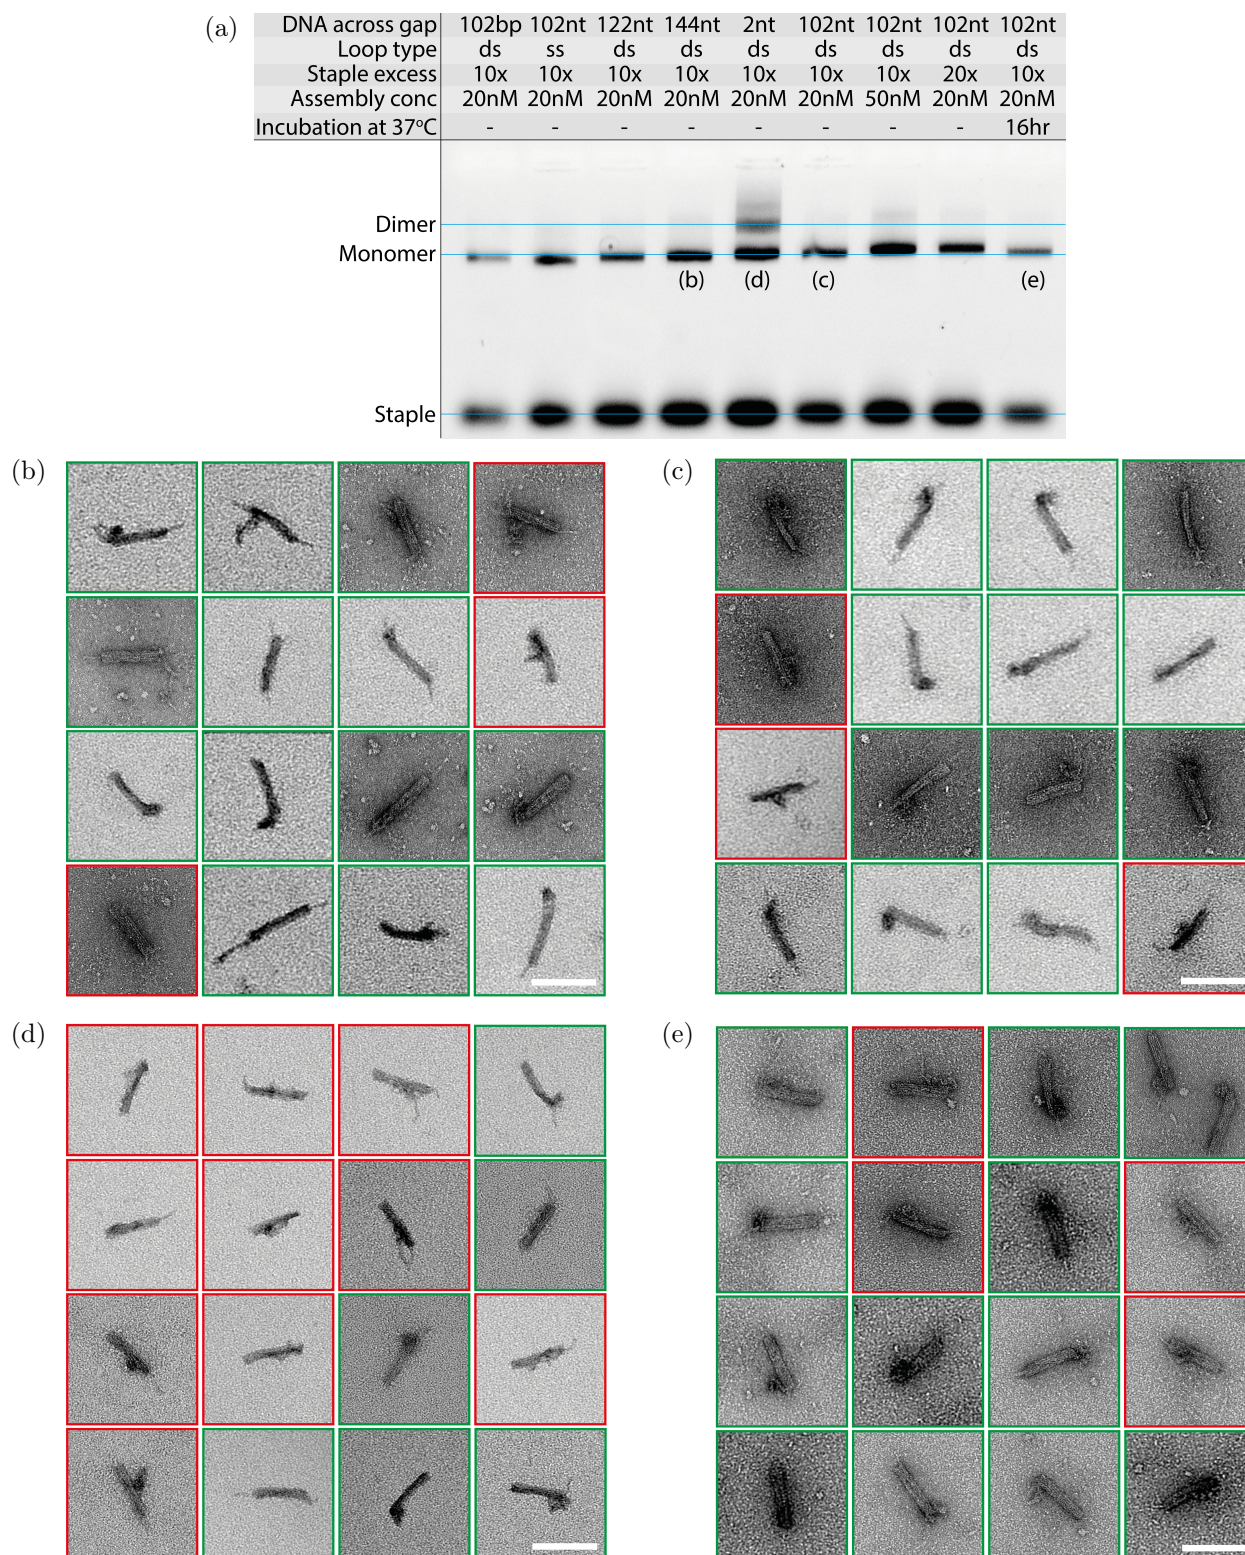 (a)
DNA across gap 102bp 102nt 122nt 144nt 2nt 102nt 102nt 102nt 102nt
Loop type ds ss ds ds ds ds ds ds ds
Staple excess 10x 10x 10x 10x 10x 10x 10x 20x 10x
Assembly conc 20nM 20nM 20nM 20nM 20nM 20nM 50nM 20nM 20nM
Incubation at 37°C - - - - - - - - 16hr
Dimer
Monomer
(b) (d) (c) (e)
Staple
(b)
(c)
(d)
(e)